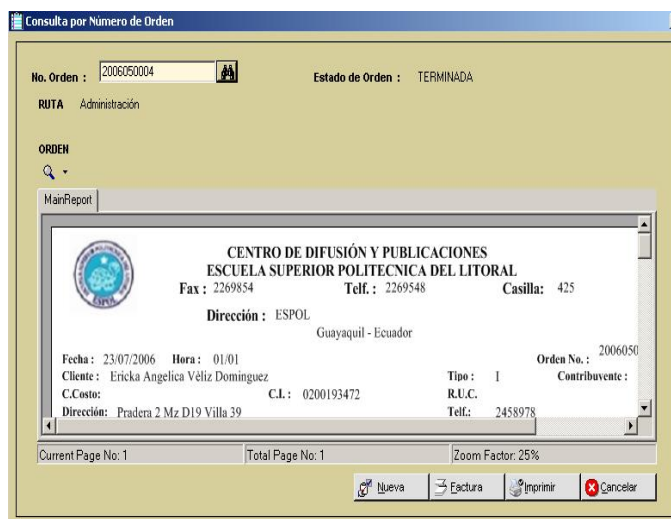 Consulta por Número de Orden
No. Orden : 2006050004 Estado de Orden : TERMINADA
RUTA Administración
ORDEN
MainReport
CENTRO DE DIFUSIÓN Y PUBLICACIONES
ESCUELA SUPERIOR POLITECNICA DEL LITORAL
Fax : 2269854 Telf. : 2269548 Casilla: 425
Dirección : ESPOL
Guayaquil - Ecuador
Fecha : 23/07/2006 Hora : 01/01 Orden No. : 2006050
Cliente : Ericka Angelica Vèliz Dominguez Tipo : I Contribuyente :
C.Costo: C.I. : 0200193472 R.U.C.
Dirección: Pradera 2 Mz D19 Villa 39 Telf.: 2458978
Current Page No: 1 Total Page No: 1 Zoom Factor: 25%
Nueva Factura Imprimir Cancelar